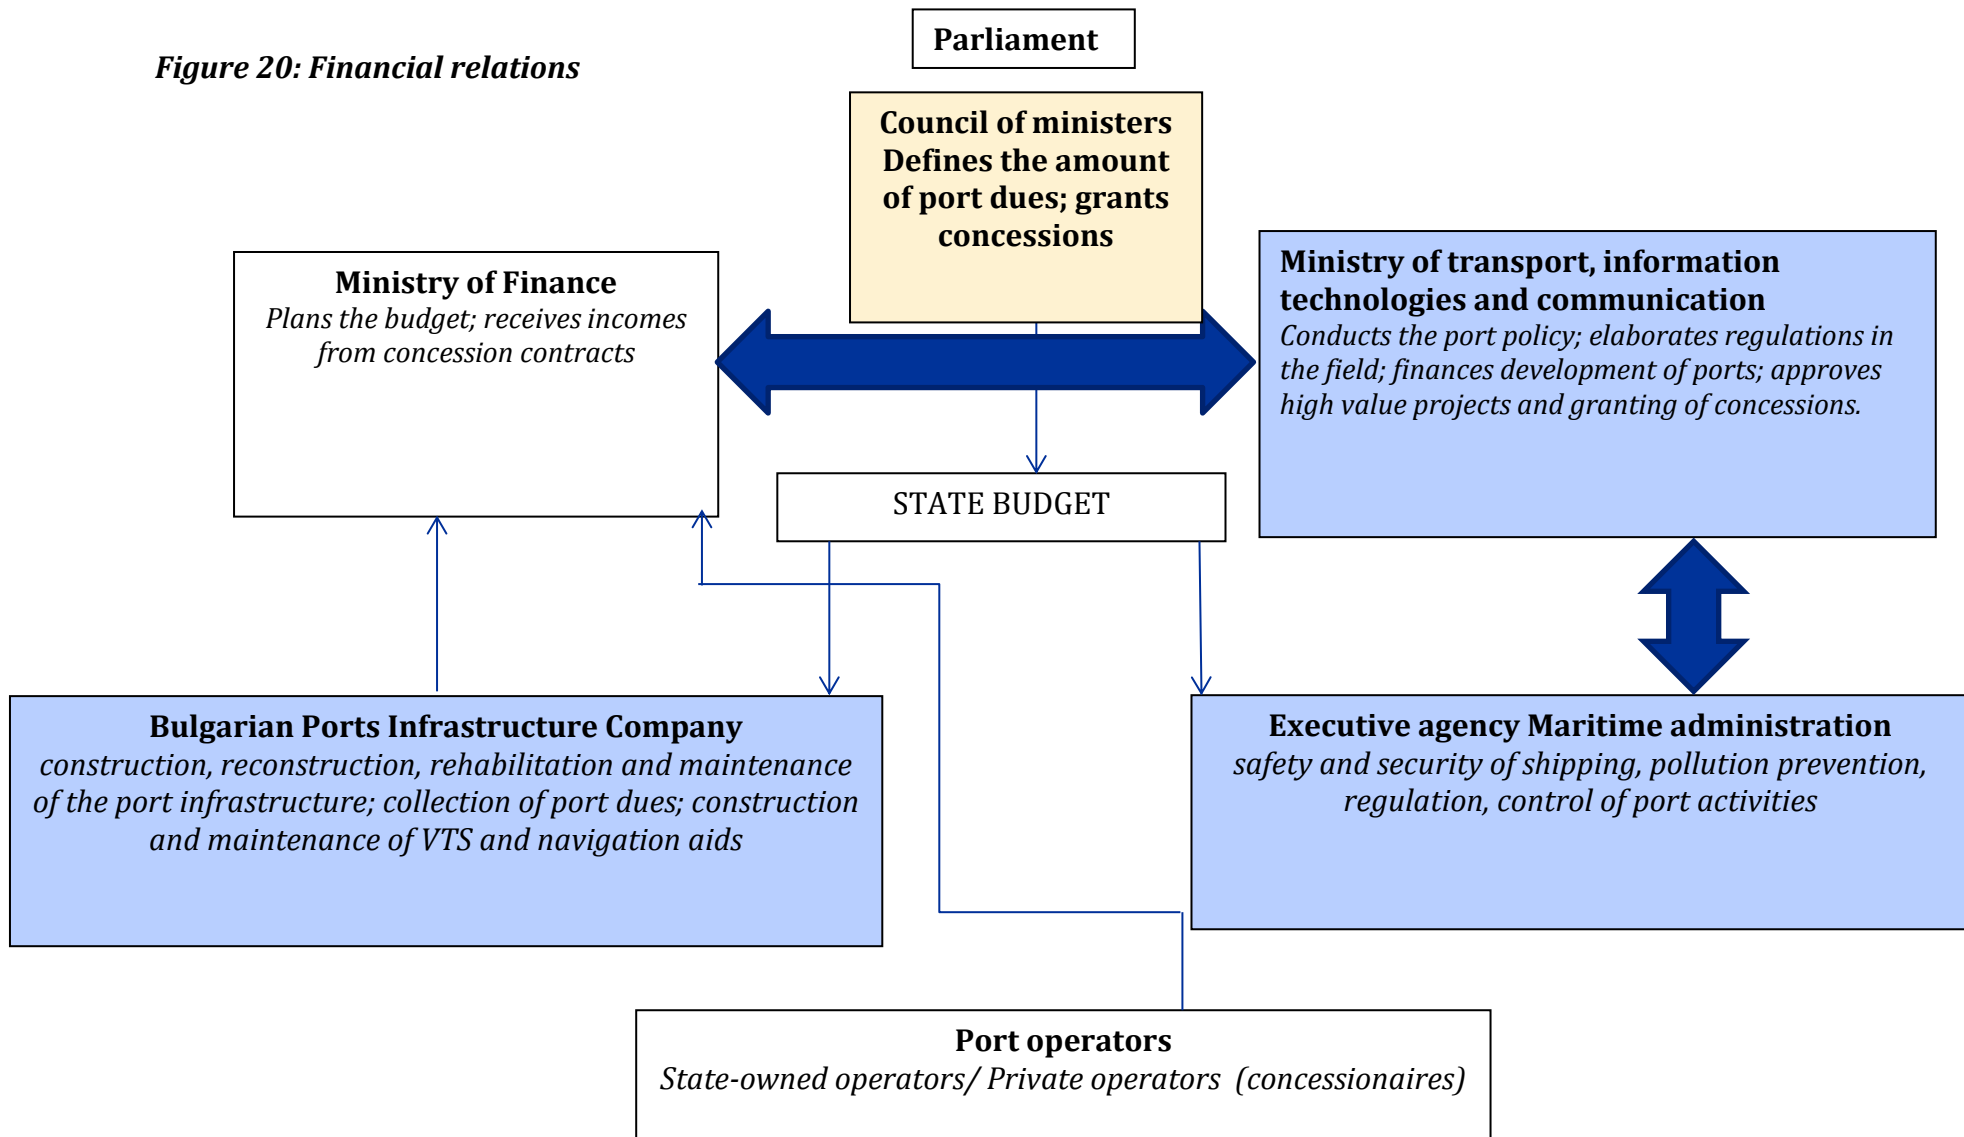 Parliament
Figure 20: Financial relations
Council of ministers
Defines the amount
of port dues; grants
concessions
Ministry of Finance
Plans the budget; receives incomes
from concession contracts
Ministry of transport, information
technologies and communication
Conducts the port policy; elaborates regulations in
the field; finances development of ports; approves
high value projects and granting of concessions.
STATE BUDGET
Bulgarian Ports Infrastructure Company
construction, reconstruction, rehabilitation and maintenance
of the port infrastructure; collection of port dues; construction
and maintenance of VTS and navigation aids
Executive agency Maritime administration
safety and security of shipping, pollution prevention,
regulation, control of port activities
Port operators
State-owned operators/ Private operators (concessionaires)